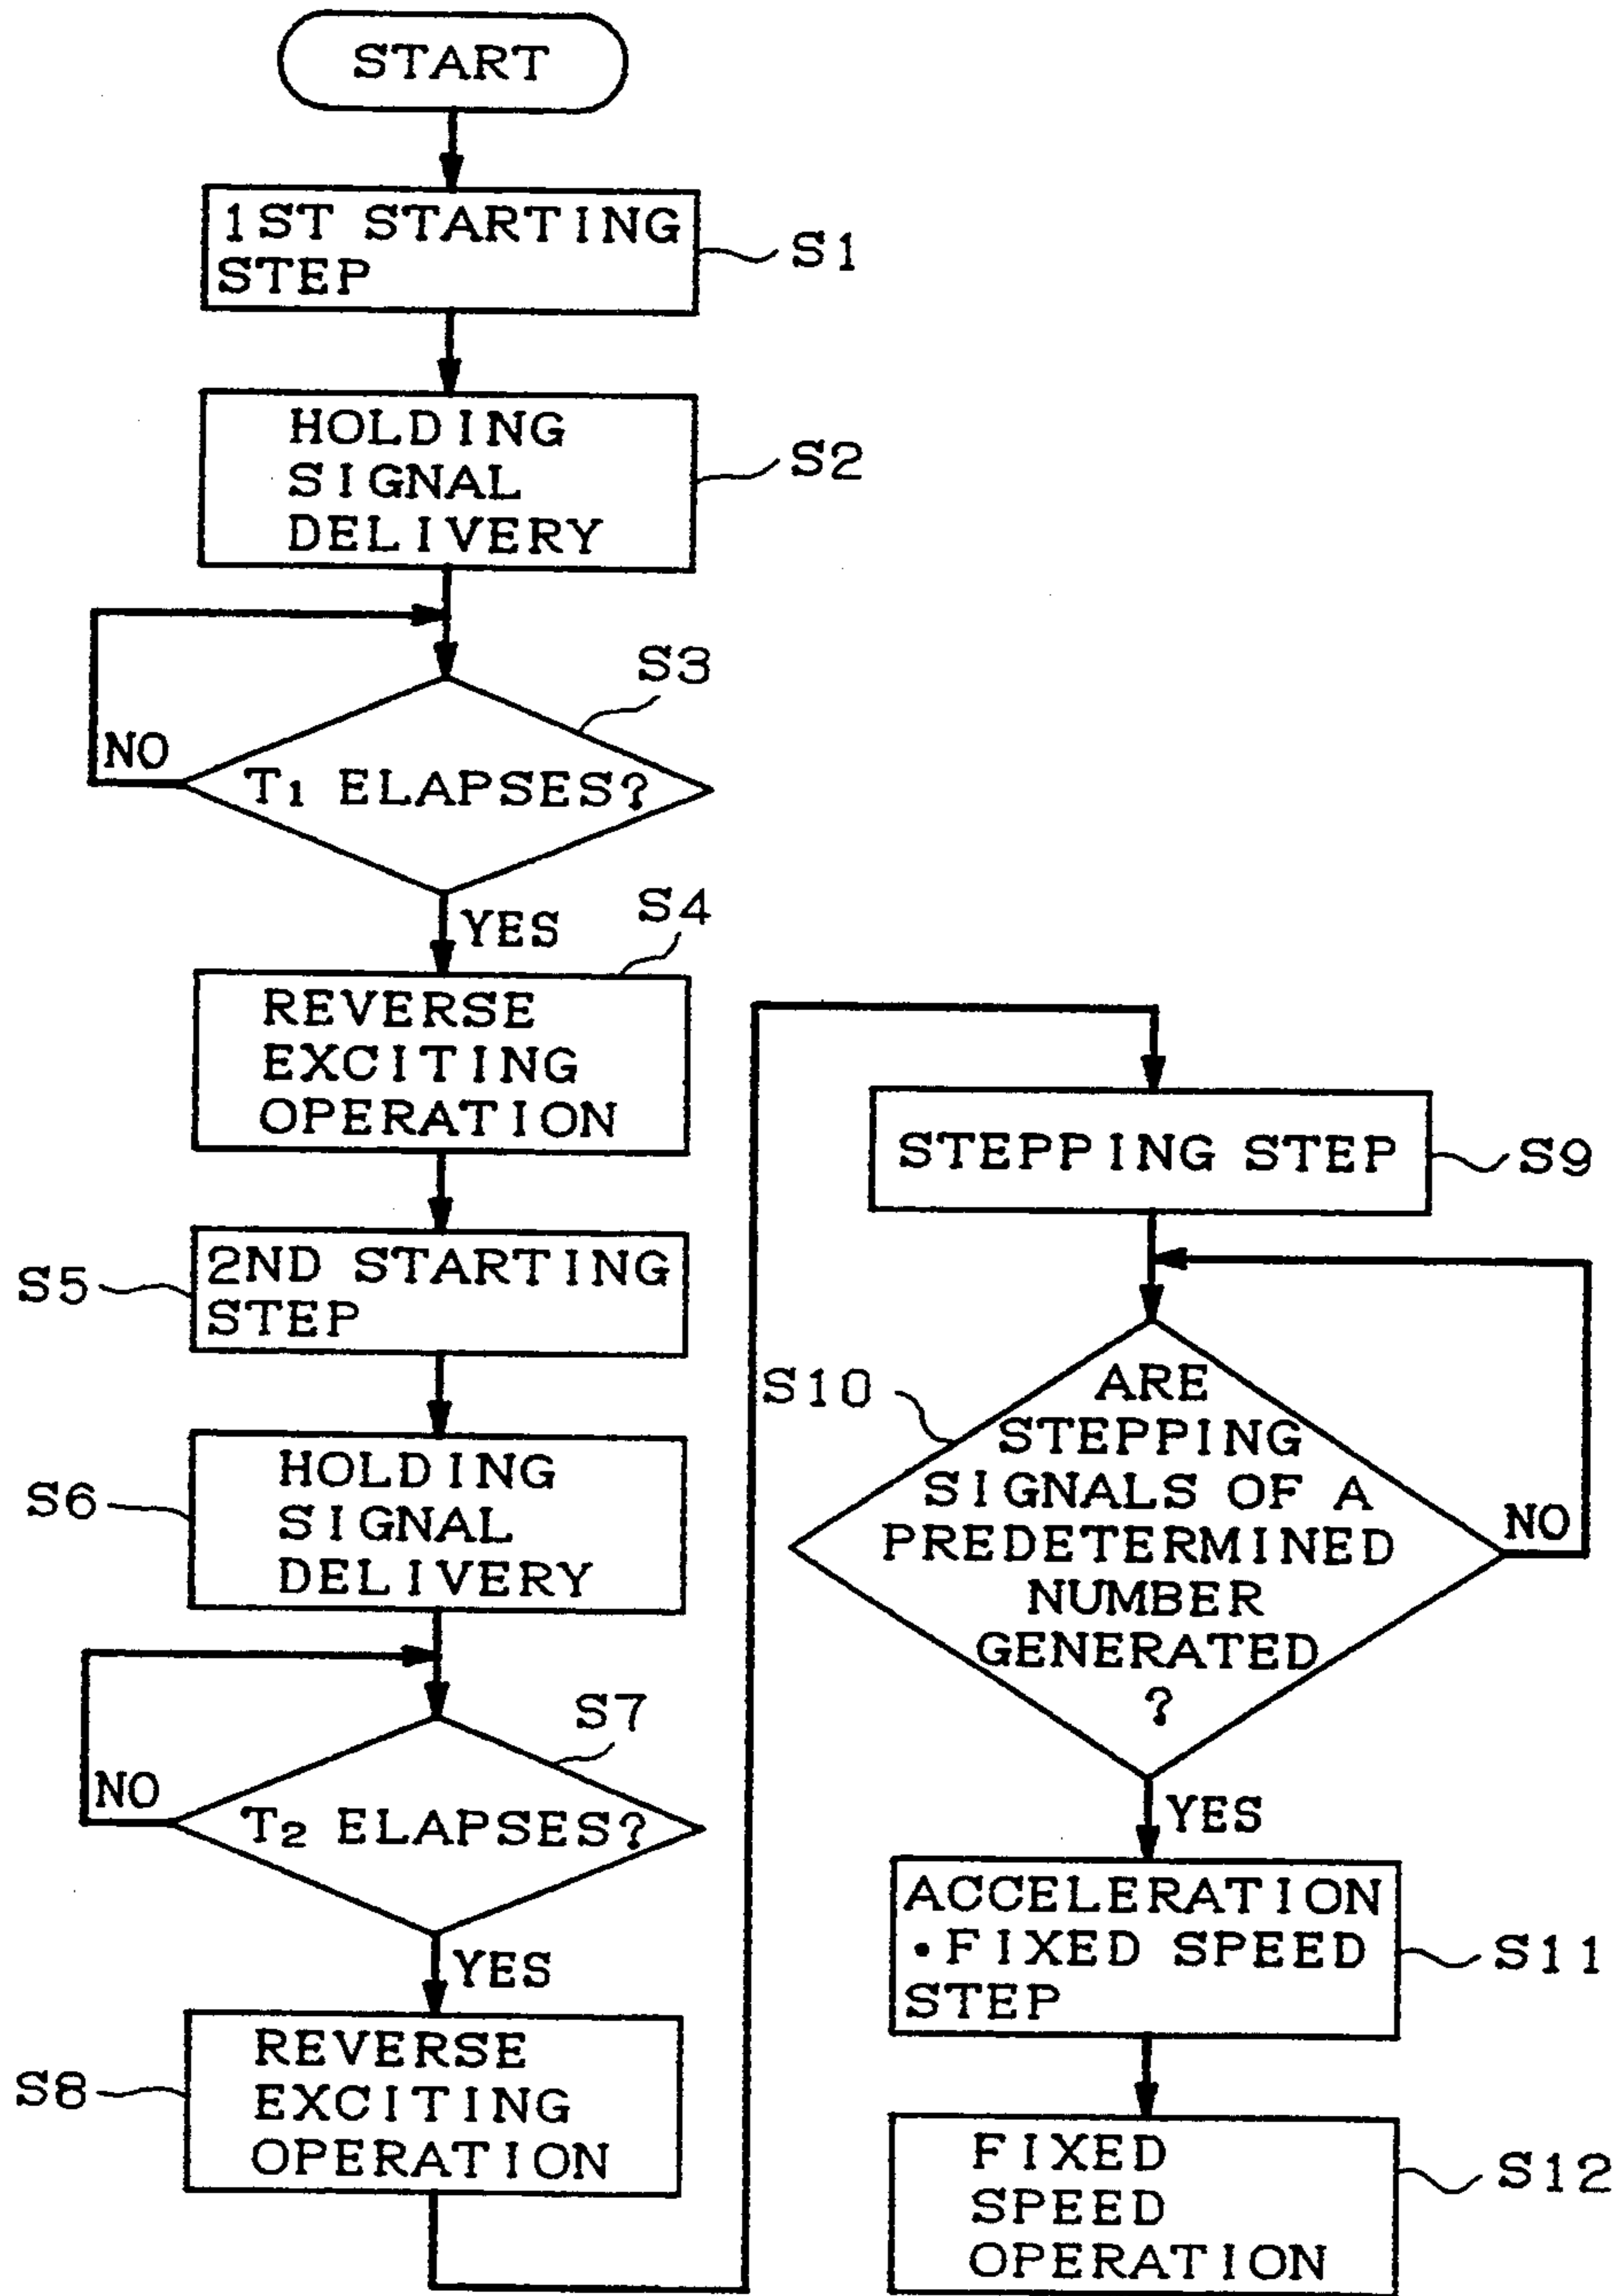 START
1ST STARTING
STEP
S1
HOLDING
SIGNAL
DELIVERY
S2
S3
T1 ELAPSES?
NO
YES
S4
REVERSE
EXCITING
OPERATION
S5
2ND STARTING
STEP
S6
HOLDING
SIGNAL
DELIVERY
S7
T2 ELAPSES?
NO
YES
S8
REVERSE
EXCITING
OPERATION
STEPPING STEP
S9
S10
ARE
STEPPING
SIGNALS OF A
PREDETERMINED
NUMBER
GENERATED
?
NO
YES
ACCELERATION
•FIXED SPEED
STEP
S11
FIXED
SPEED
OPERATION
S12